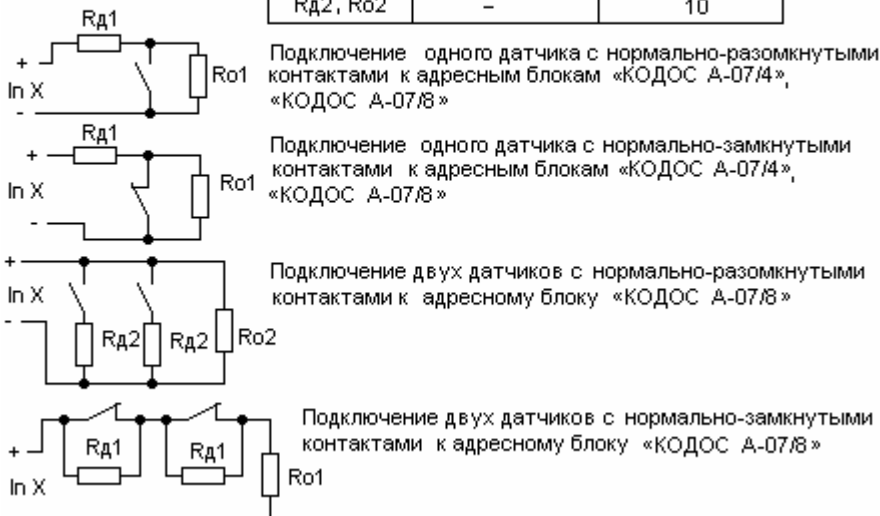 Rд2, Ro2 – 10
Rд1
+
In X
-
Ro1
Подключение одного датчика с нормально-разомкнутыми
контактами к адресным блокам «КОДОС А-07/4»,
«КОДОС А-07/8»
Rд1
+
In X
-
Ro1
Подключение одного датчика с нормально-замкнутыми
контактами к адресным блокам «КОДОС А-07/4»,
«КОДОС А-07/8»
+
In X
-
Rд2
Rд2
Ro2
Подключение двух датчиков с нормально-разомкнутыми
контактами к адресному блоку «КОДОС А-07/8»
+
In X
Rд1
Rд1
Ro1
Подключение двух датчиков с нормально-замкнутыми
контактами к адресному блоку «КОДОС А-07/8»